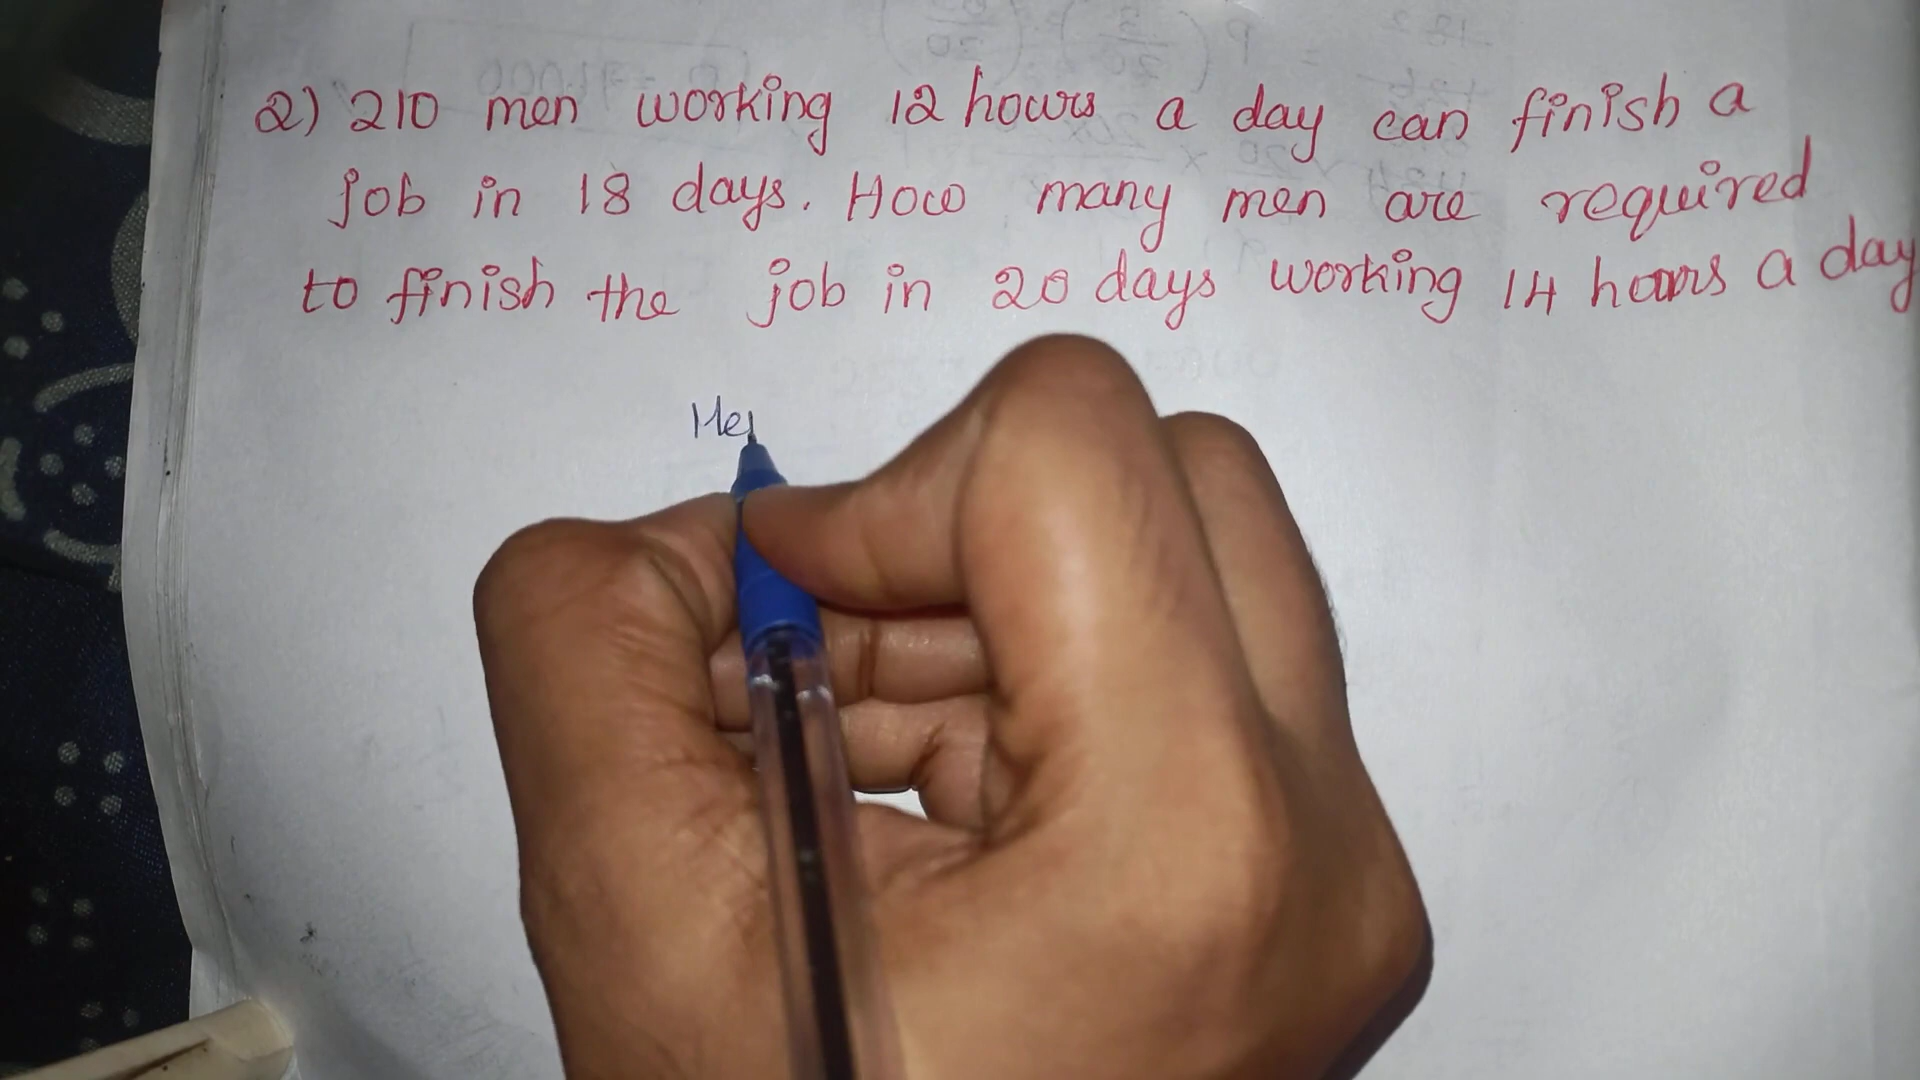 2) 210 men working 12 hours a day can finish a
job in 18 days. How many men are required
to finish the job in 20 days working 14 hours a day
Me